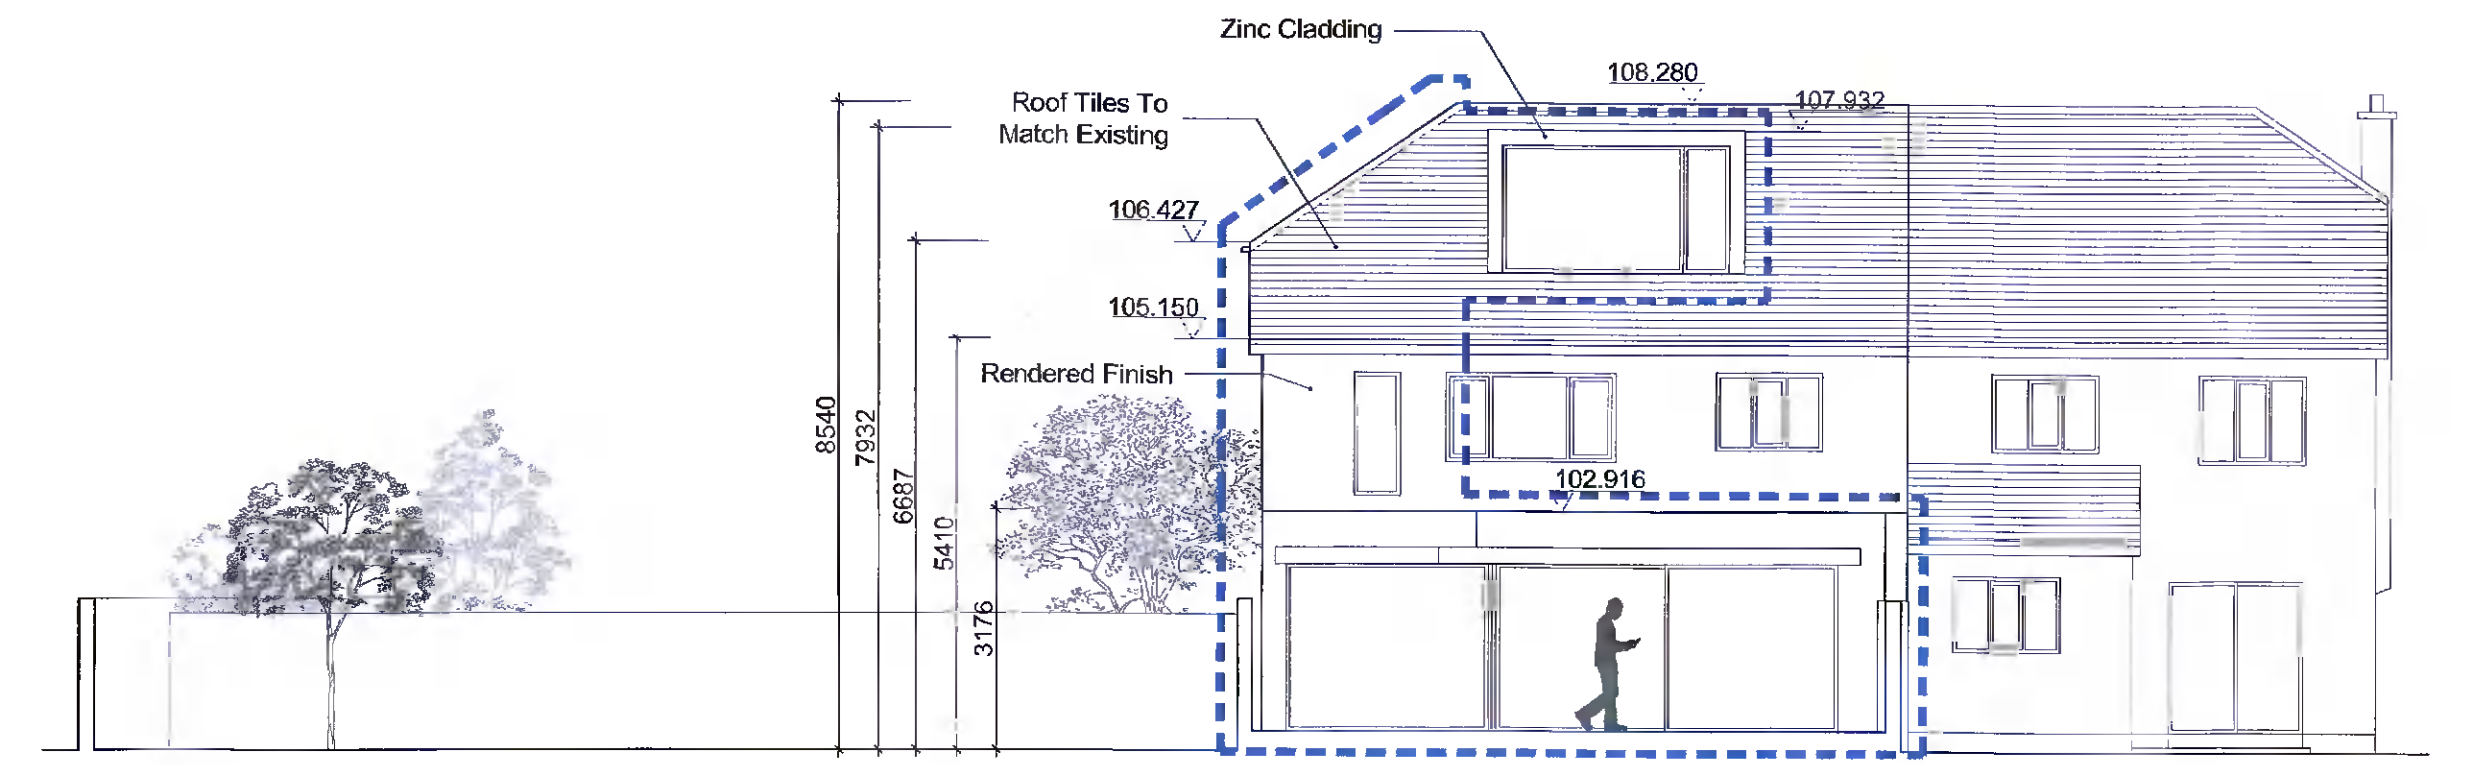 Zinc Cladding
108.280
Roof Tiles To
Match Existing
107.932
106.427
105.150
Rendered Finish
102.916
8540
7932
6687
5410
3176